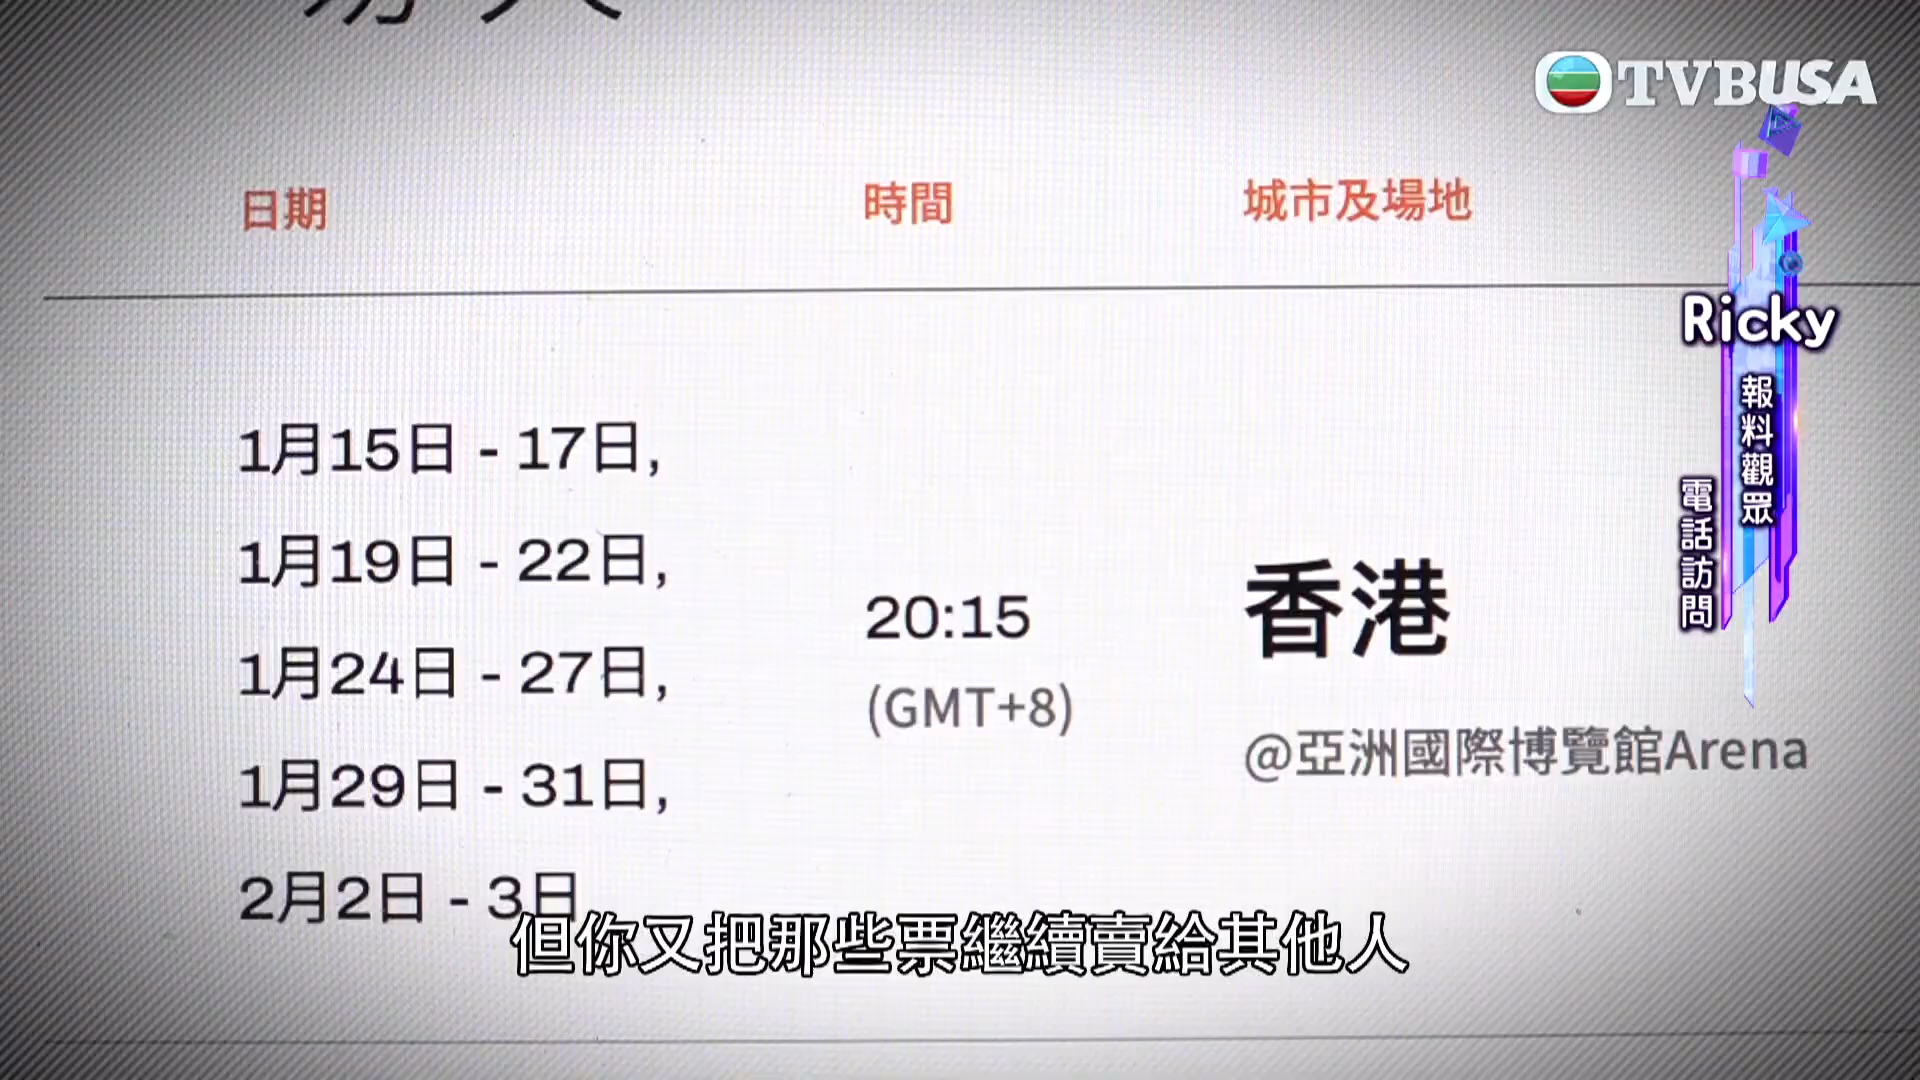 TVBUSA
日期
時間
城市及場地
1月15日 - 17日,
1月19日 - 22日,
1月24日 - 27日,
1月29日 - 31日,
2月2日 - 3日
20:15
(GMT+8)
香港
@亞洲國際博覽館Arena
Ricky
報料觀眾
電話訪問
但你又把那些票繼續賣給其他人